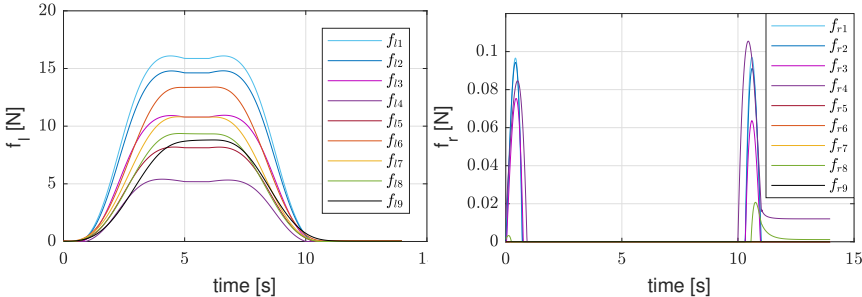 20
15
10
5
0
f_l [N]
0
5
10
1
time [s]
f_l1
f_l2
f_l3
f_l4
f_l5
f_l6
f_l7
f_l8
f_l9
0.1
0.08
0.06
0.04
0.02
0
f_r [N]
0
5
10
15
time [s]
f_r1
f_r2
f_r3
f_r4
f_r5
f_r6
f_r7
f_r8
f_r9